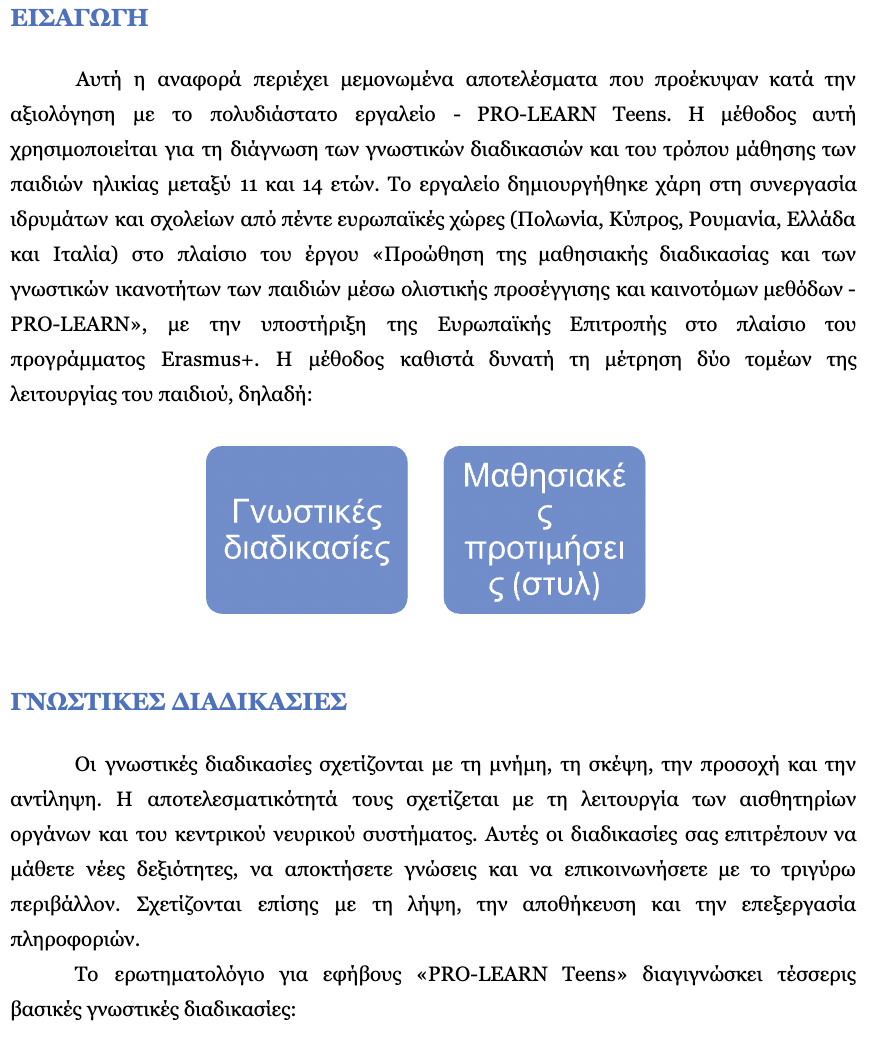 ΕΙΣΑΓΩΓΗ
Αυτή η αναφορά περιέχει μεμονωμένα αποτελέσματα που προέκυψαν κατά την
αξιολόγηση με το πολυδιάστατο εργαλείο - PRO-LEARN Teens. Η μέθοδος αυτή
χρησιμοποιείται για τη διάγνωση των γνωστικών διαδικασιών και του τρόπου μάθησης των
παιδιών ηλικίας μεταξύ 11 και 14 ετών. Το εργαλείο δημιουργήθηκε χάρη στη συνεργασία
ιδρυμάτων και σχολείων από πέντε ευρωπαϊκές χώρες (Πολωνία, Κύπρος, Ρουμανία, Ελλάδα
και Ιταλία) στο πλαίσιο του έργου «Προώθηση της μαθησιακής διαδικασίας και των
γνωστικών ικανοτήτων των παιδιών μέσω ολιστικής προσέγγισης και καινοτόμων μεθόδων -
PRO-LEARN», με την υποστήριξη της Ευρωπαϊκής Επιτροπής στο πλαίσιο του
προγράμματος Erasmus+. Η μέθοδος καθιστά δυνατή τη μέτρηση δύο τομέων της
λειτουργίας του παιδιού, δηλαδή:
Γνωστικές
διαδικασίες
Μαθησιακέ
ς
προτιμήσει
ς (στυλ)
ΓΝΩΣΤΙΚΕΣ ΔΙΑΔΙΚΑΣΙΕΣ
Οι γνωστικές διαδικασίες σχετίζονται με τη μνήμη, τη σκέψη, την προσοχή και την
αντίληψη. Η αποτελεσματικότητά τους σχετίζεται με τη λειτουργία των αισθητηρίων
οργάνων και του κεντρικού νευρικού συστήματος. Αυτές οι διαδικασίες σας επιτρέπουν να
μάθετε νέες δεξιότητες, να αποκτήσετε γνώσεις και να επικοινωνήσετε με το τριγύρω
περιβάλλον. Σχετίζονται επίσης με τη λήψη, την αποθήκευση και την επεξεργασία
πληροφοριών.
Το ερωτηματολόγιο για εφήβους «PRO-LEARN Teens» διαγιγνώσκει τέσσερις
βασικές γνωστικές διαδικασίες: